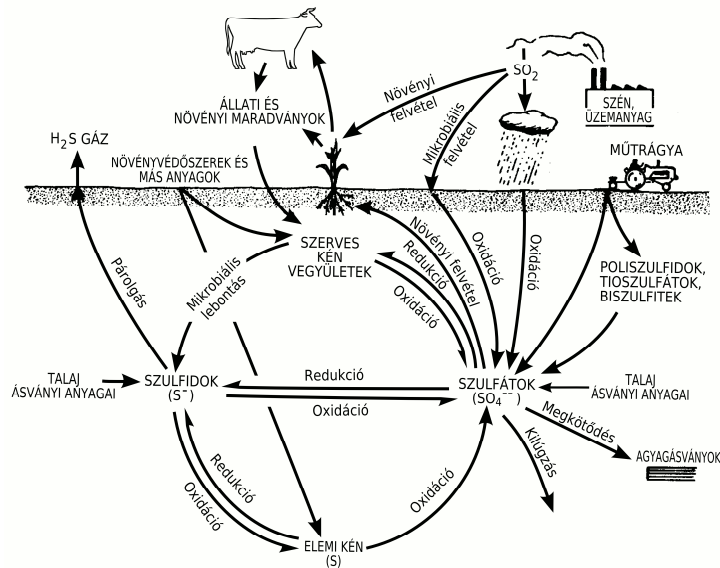 SO2
SZÉN,
ÜZEMANYAG
Növényi
felvétel
Mikrobiális
felvétel
ÁLLATI ÉS
NÖVÉNYI MARADVÁNYOK
H2S GÁZ
MŰTRÁGYA
NÖVÉNYVÉDŐSZEREK ÉS
MÁS ANYAGOK
SZERVES
KÉN
VEGYÜLETEK
Növényi felvétel
Redukció
Oxidáció
Oxidáció
Oxidáció
POLISZULFIDOK,
TIOSZULFÁTOK,
BISZULFITEK
Párolgás
Mikrobiális
lebontás
TALAJ
ÁSVÁNYI ANYAGAI
SZULFIDOK
(S=)
Redukció
Oxidáció
SZULFÁTOK
(SO4--)
TALAJ
ÁSVÁNYI ANYAGAI
Megkötődés
AGYAGÁSVÁNYOK
Kilúgzás
Redukció
Oxidáció
Oxidáció
ELEMI KÉN
(S)